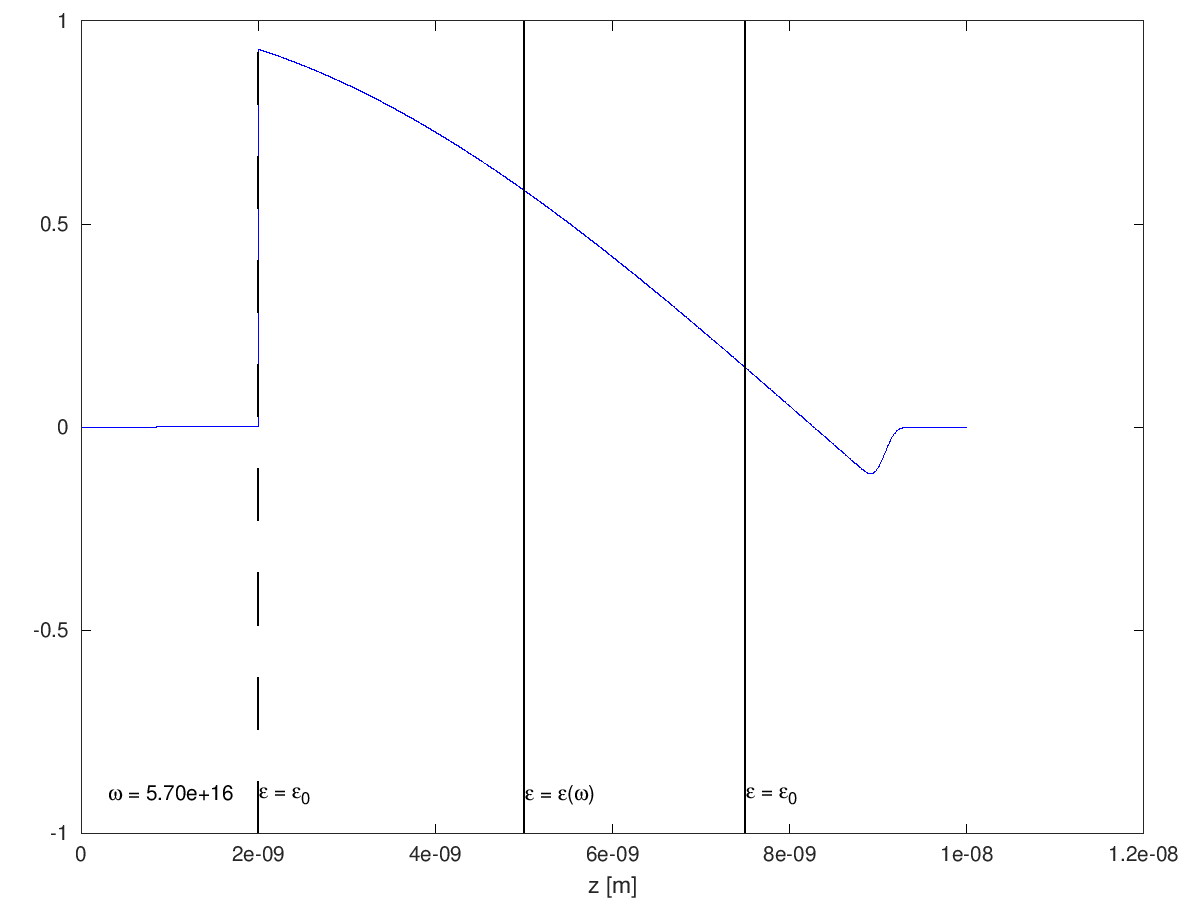 1
0.5
0
-0.5
-1
ω = 5.70e+16
ε = ε₀
ε = ε(ω)
ε = ε₀
0
2e-09
4e-09
6e-09
8e-09
1e-08
1.2e-08
z [m]